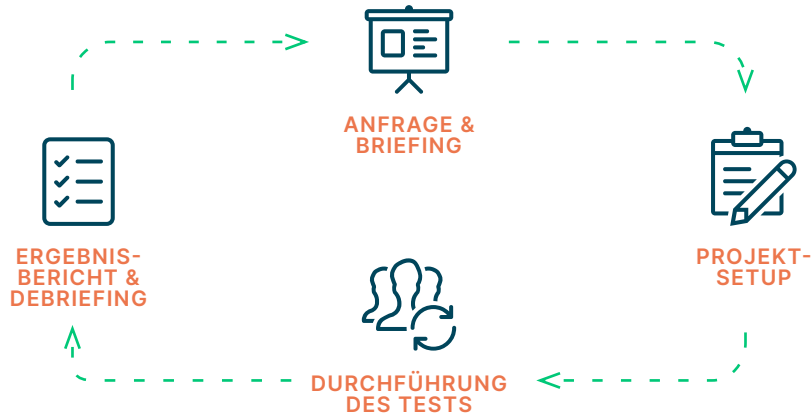 ANFRAGE &
BRIEFING
PROJEKT-
SETUP
DURCHFÜHRUNG
DES TESTS
ERGEBNIS-
BERICHT &
DEBRIEFING